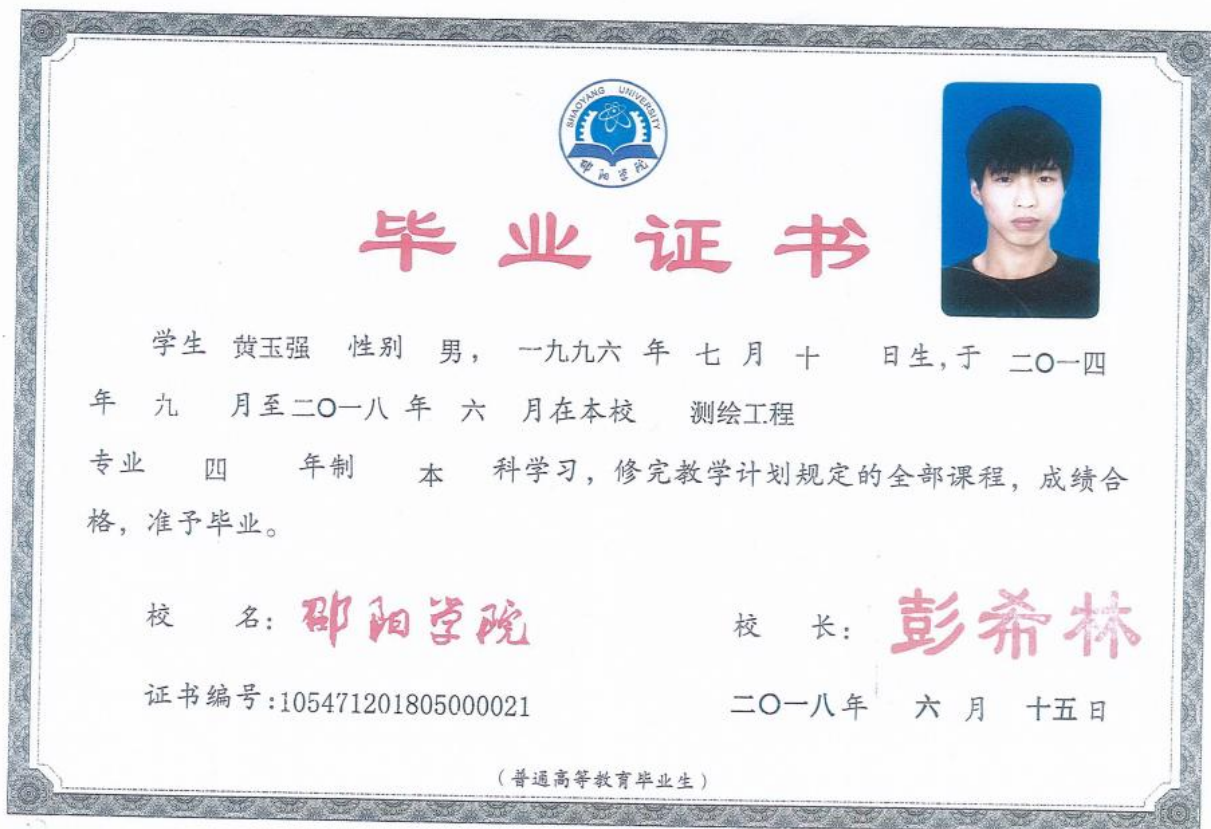 SHAOYANG UNIVERSITY
邵阳学院
毕业证书
学生 黄玉强 性别 男， 一九九六 年 七 月 十 日生，于 二〇一四
年 九 月至二〇一八 年 六 月在本校 测绘工程
专业 四 年制 本 科学习，修完教学计划规定的全部课程，成绩合
格，准予毕业。
校 名：邵阳学院 校 长：彭希林
证书编号:105471201805000021 二〇一八年 六 月 十五日
（普通高等教育毕业生）